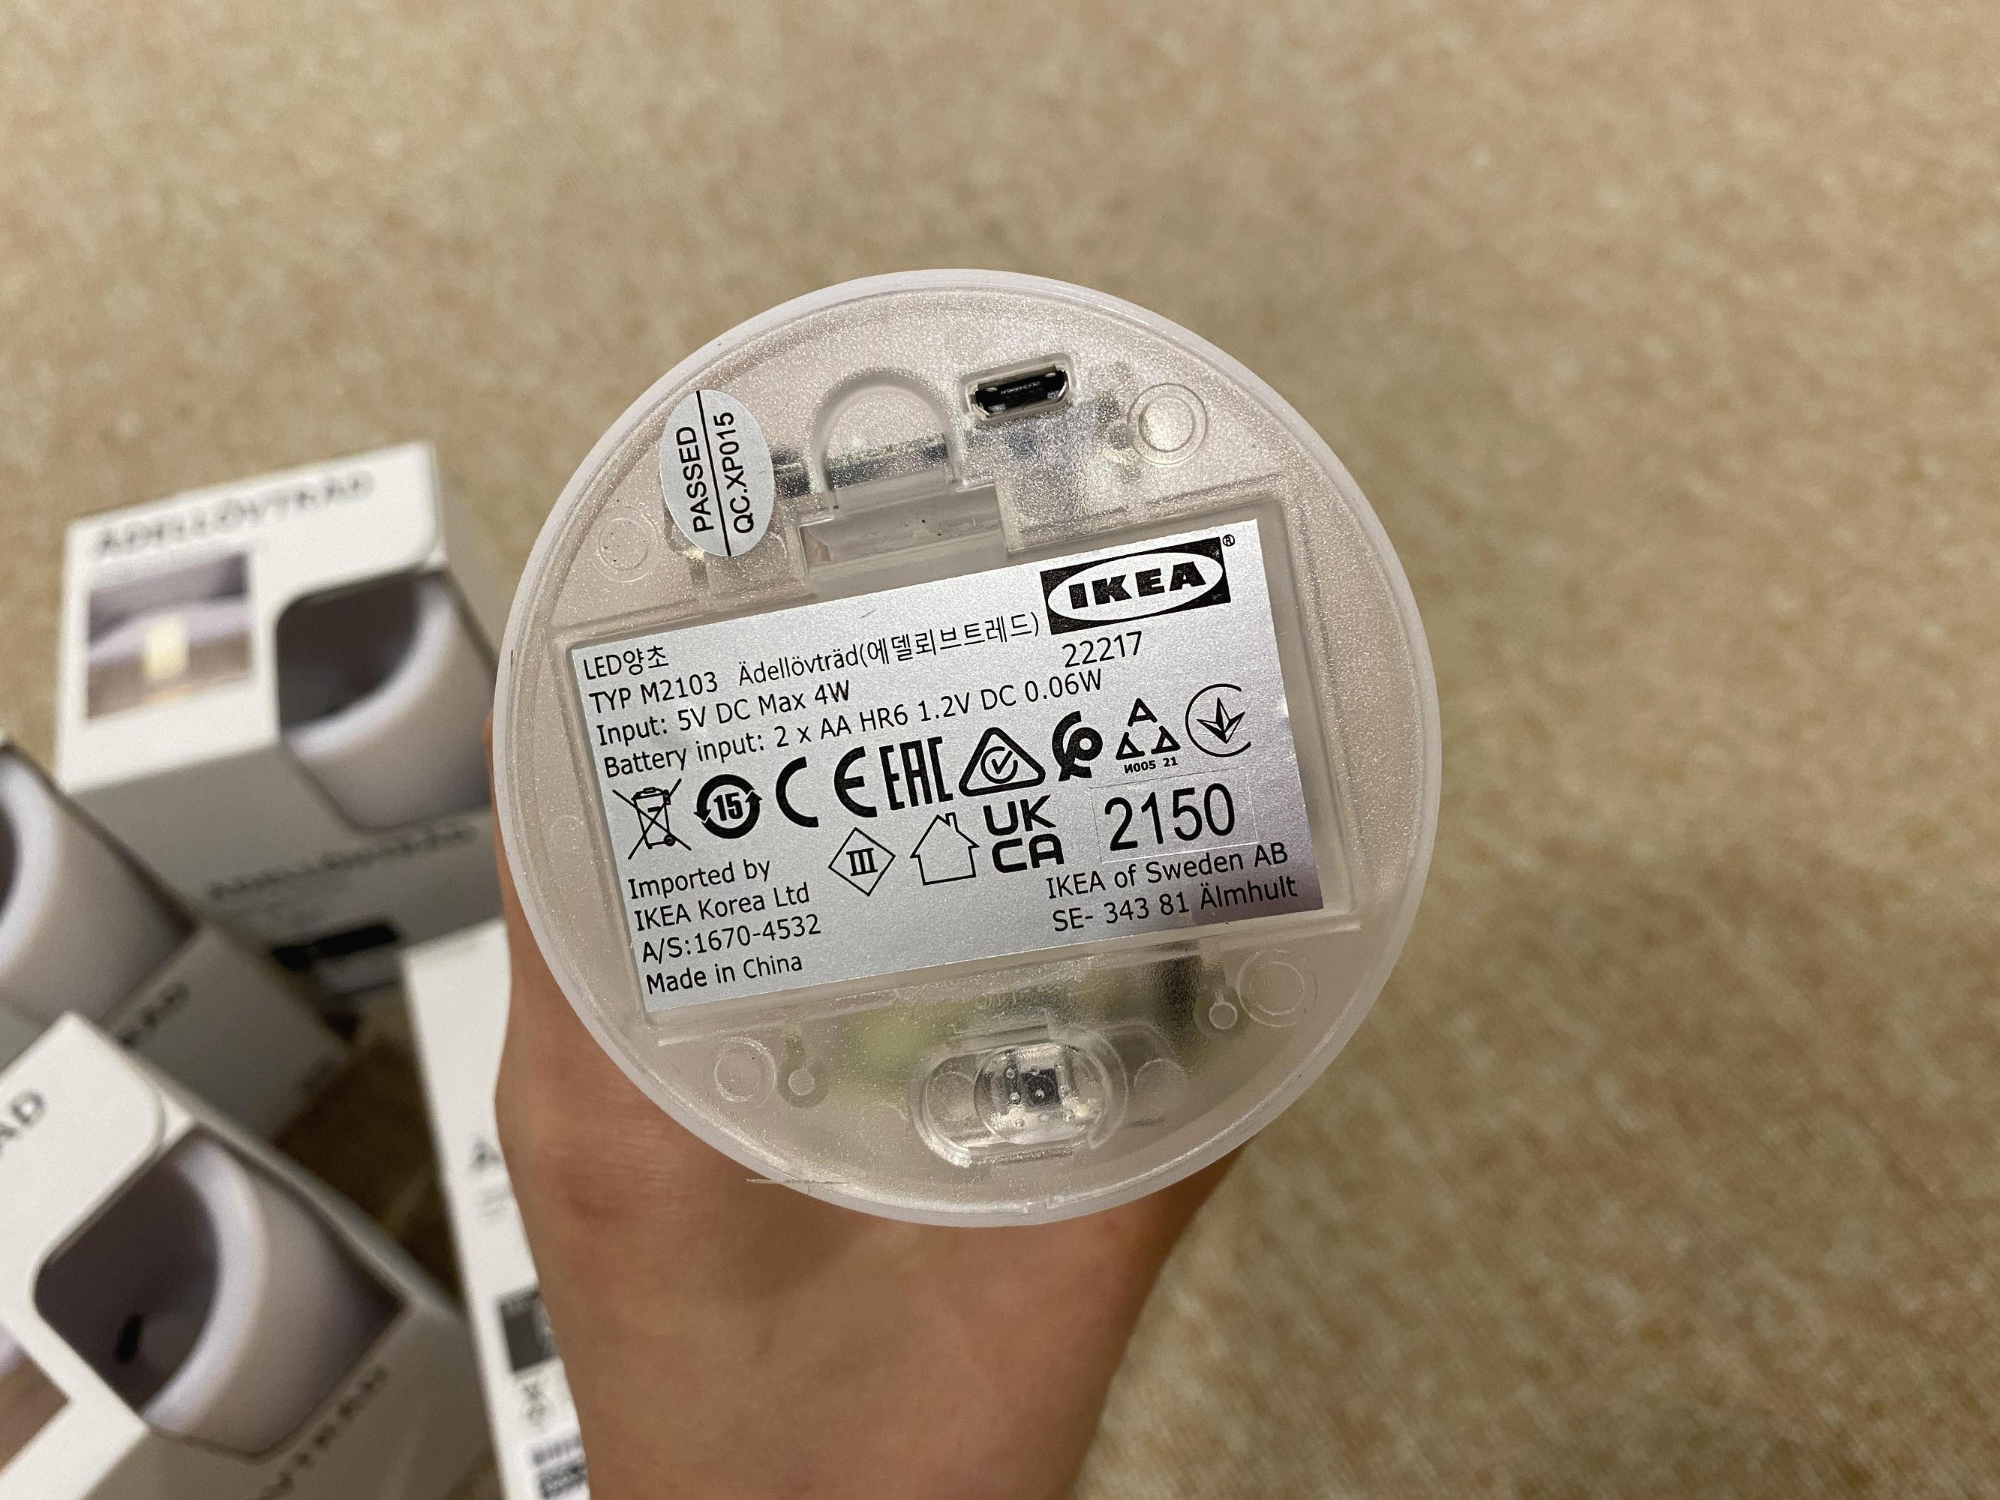 PASSED
QC.XP015
IKEA®
LED양초
TYP M2103 Ädellövträd(에델뢰브트레드)
22217
Input: 5V DC Max 4W
Battery input: 2 x AA HR6 1.2V DC 0.06W
15
CE
EAC
И005 21
III
UK
CA
2150
Imported by
IKEA Korea Ltd
A/S:1670-4532
Made in China
IKEA of Sweden AB
SE- 343 81 Älmhult
ÄDELLÖVTRÄD
ÄDELLÖVTRÄD